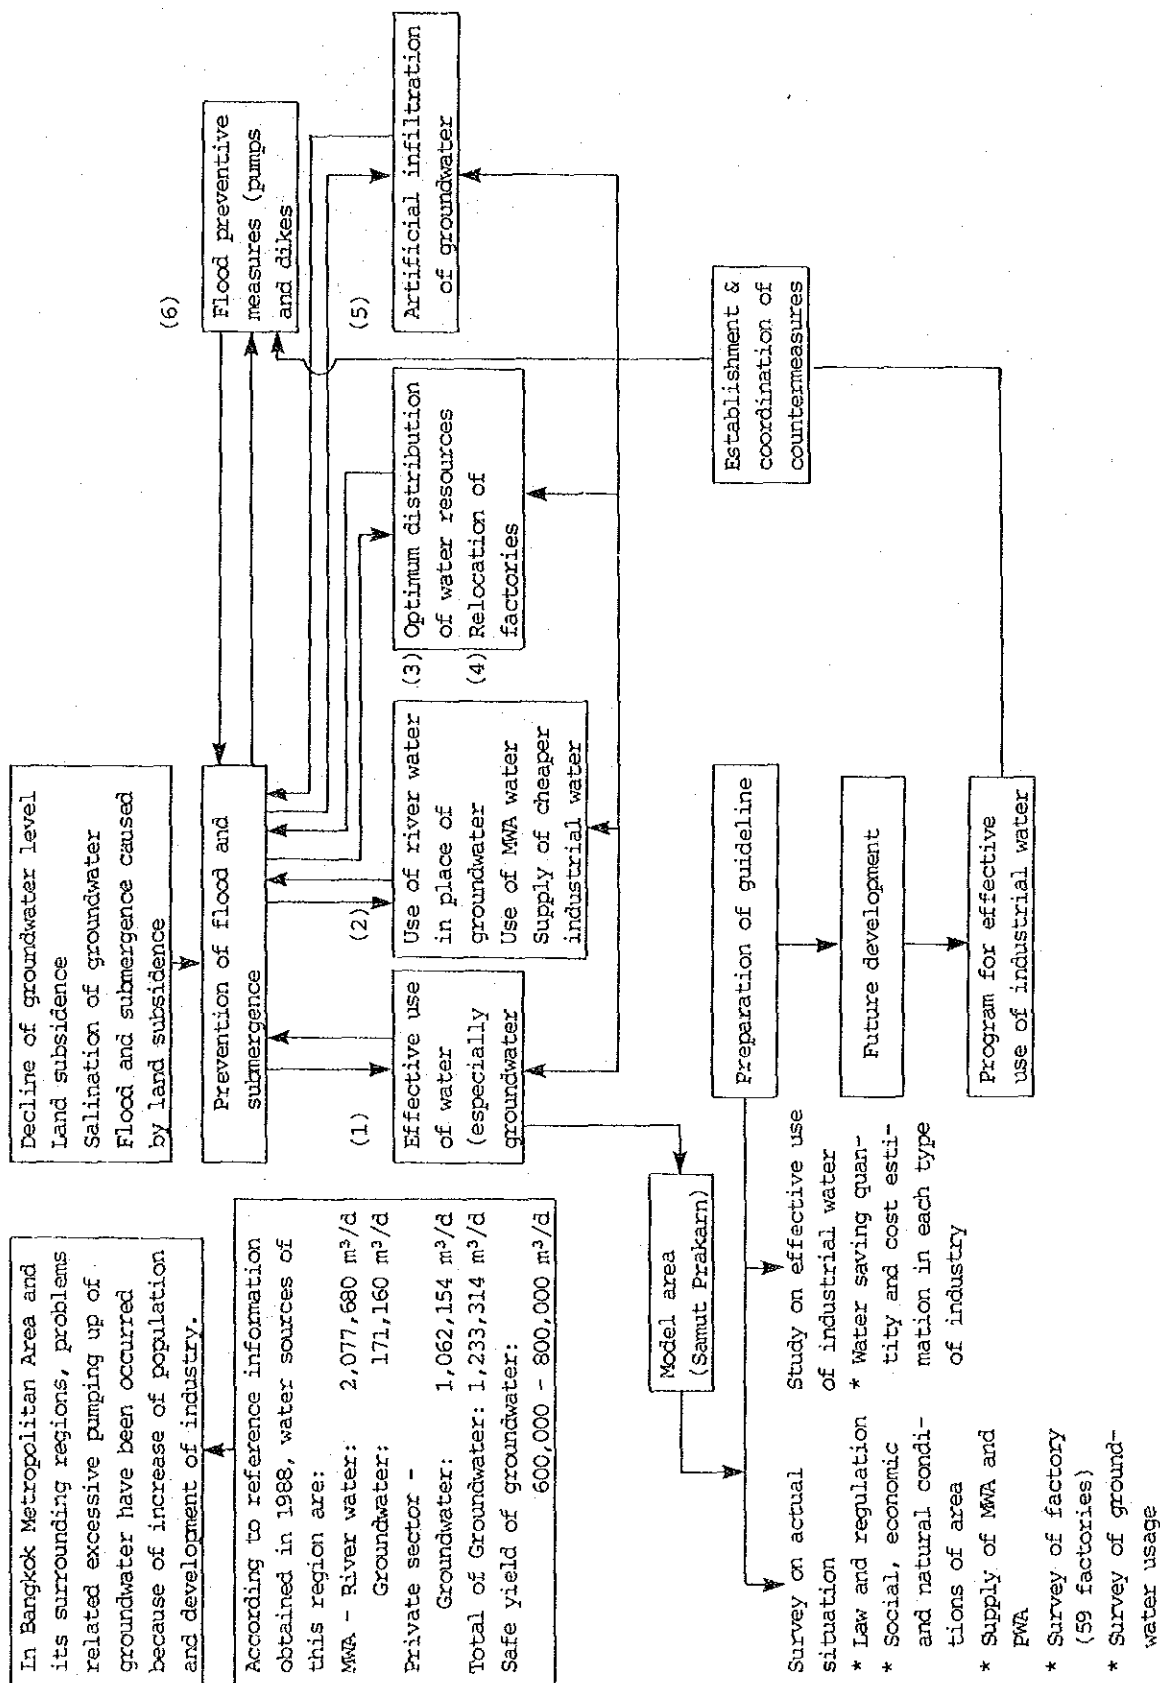 In Bangkok Metropolitan Area and
its surrounding regions, problems
related excessive pumping up of
groundwater have been occurred
because of increase of population
and development of industry.
According to reference information
obtained in 1988, water sources of
this region are:
MWA - River water: 2,077,680 m³/d
Groundwater: 171,160 m³/d
Private sector -
Groundwater: 1,062,154 m³/d
Total of Groundwater: 1,233,314 m³/d
Safe yield of groundwater:
600,000 - 800,000 m³/d
Decline of groundwater level
Land subsidence
Salination of groundwater
Flood and submergence caused
by land subsidence
Prevention of flood and
submergence
(6)
Flood preventive
measures (pumps
and dikes
(1)
Effective use
of water
(especially
groundwater
(2)
Use of river water
in place of
groundwater
Use of MWA water
Supply of cheaper
industrial water
(3) Optimum distribution
of water resources
(4) Relocation of
factories
(5)
Artificial infiltration
of groundwater
Model area
(Samut Prakarn)
Establishment &
coordination of
countermeasures
Preparation of guideline
Future development
Program for effective
use of industrial water
Survey on actual
situation
* Law and regulation
* Social, economic
and natural condi-
tions of area
* Supply of MWA and
PWA
* Survey of factory
(59 factories)
* Survey of ground-
water usage
Study on effective use
of industrial water
* Water saving quan-
tity and cost esti-
mation in each type
of industry